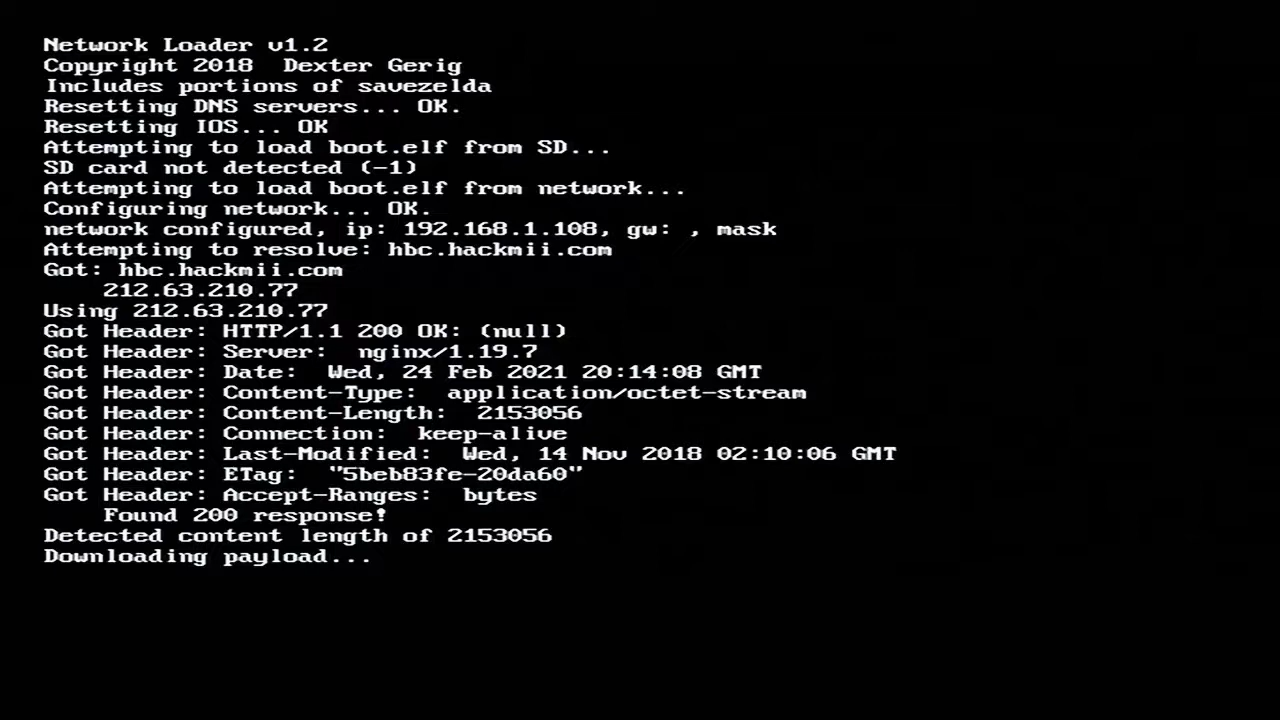 Network Loader v1.2
Copyright 2018  Dexter Gerig
Includes portions of savezelda
Resetting DNS servers... OK.
Resetting IOS... OK
Attempting to load boot.elf from SD...
SD card not detected (-1)
Attempting to load boot.elf from network...
Configuring network... OK.
network configured, ip: 192.168.1.108, gw: , mask
Attempting to resolve: hbc.hackmii.com
Got: hbc.hackmii.com
    212.63.210.77
Using 212.63.210.77
Got Header: HTTP/1.1 200 OK: (null)
Got Header: Server:  nginx/1.19.7
Got Header: Date:  Wed, 24 Feb 2021 20:14:08 GMT
Got Header: Content-Type:  application/octet-stream
Got Header: Content-Length:  2153056
Got Header: Connection:  keep-alive
Got Header: Last-Modified:  Wed, 14 Nov 2018 02:10:06 GMT
Got Header: ETag:  "5beb83fe-20da60"
Got Header: Accept-Ranges:  bytes
    Found 200 response!
Detected content length of 2153056
Downloading payload...